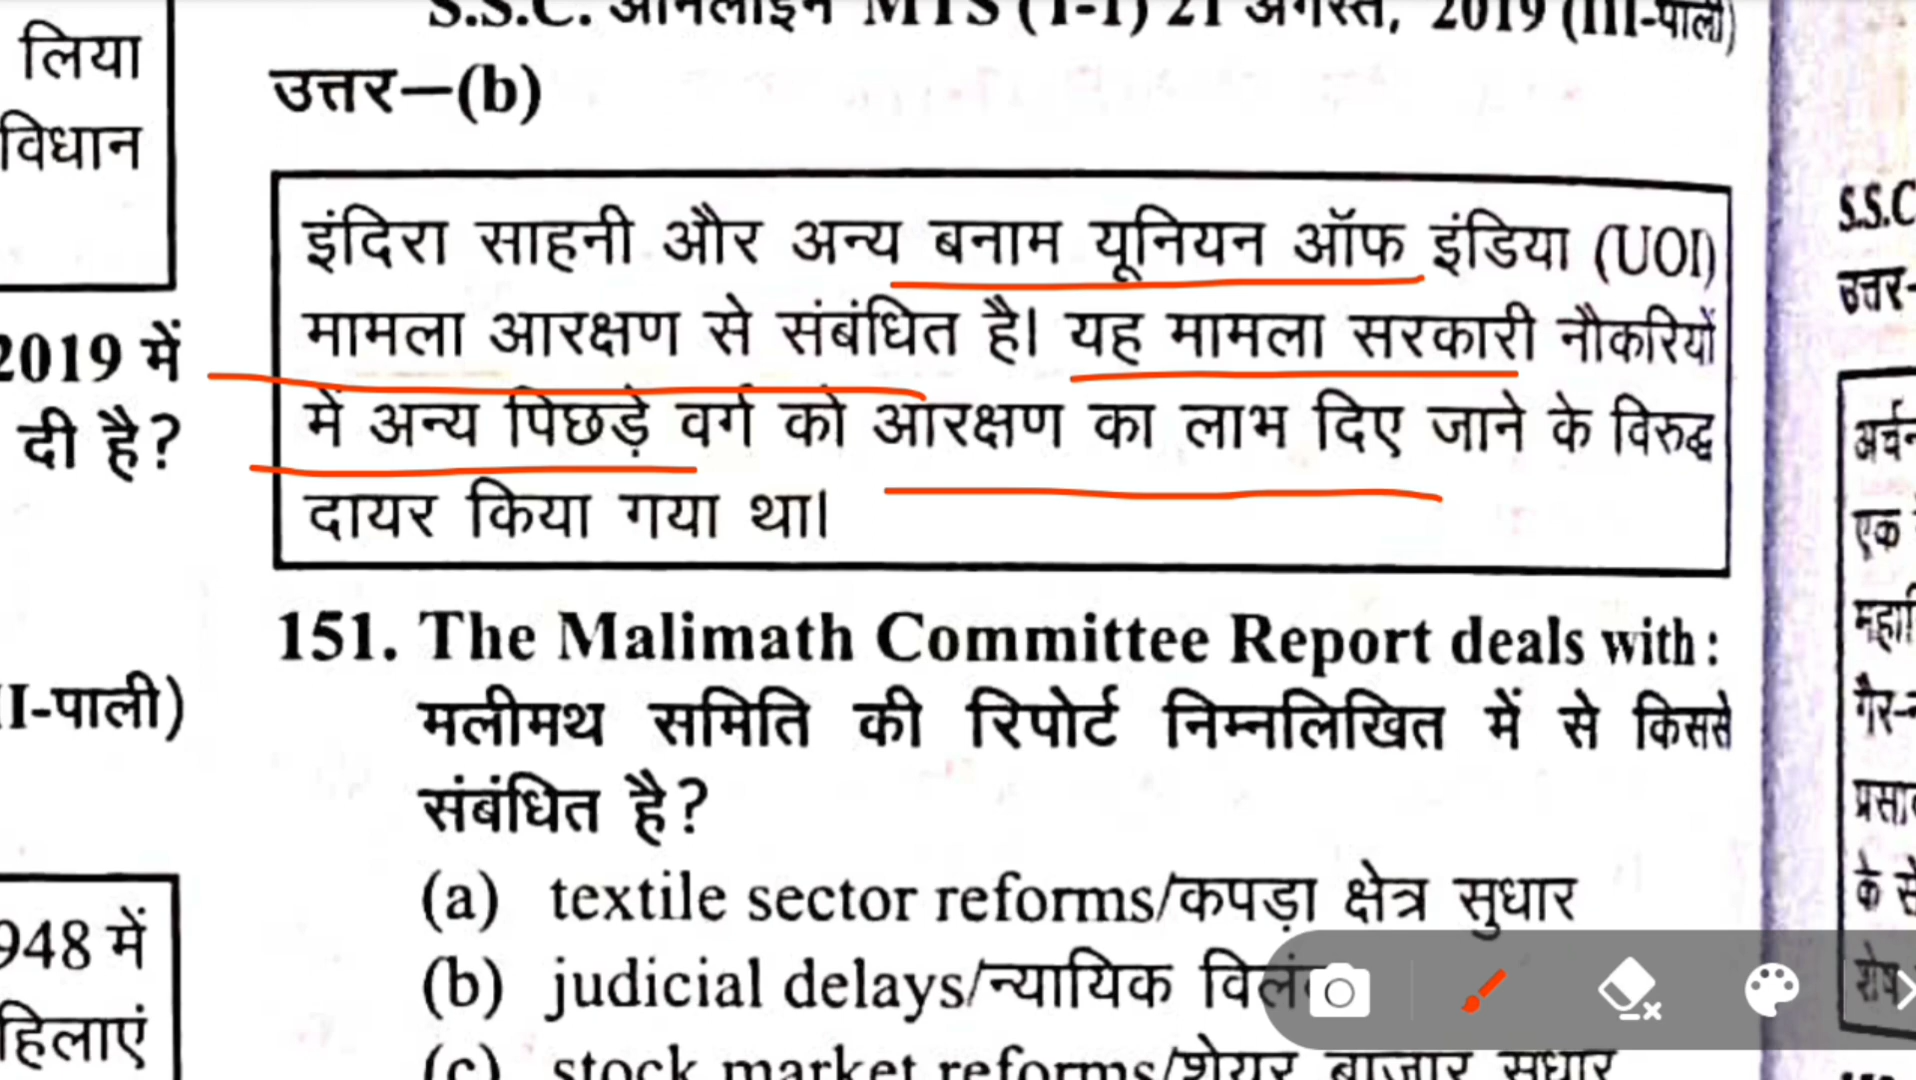 लिया
विधान
2019 में
दी है?
II-पाली)
948 में
हिलाएं
S.S.C. ऑनलाइन MTS (T-I) 21 अगस्त, 2019 (III-पाली)
उत्तर–(b)
इंदिरा साहनी और अन्य बनाम यूनियन ऑफ इंडिया (UOI)
मामला आरक्षण से संबंधित है। यह मामला सरकारी नौकरियों
में अन्य पिछड़े वर्ग को आरक्षण का लाभ दिए जाने के विरुद्ध
दायर किया गया था।
151. The Malimath Committee Report deals with :
मलीमथ समिति की रिपोर्ट निम्नलिखित में से किससे
संबंधित है?
(a) textile sector reforms/कपड़ा क्षेत्र सुधार
(b) judicial delays/न्यायिक
(c) stock market reforms/शेयर बाजार सुधार
S.S.C
उत्तर-
एक
के से
शेष